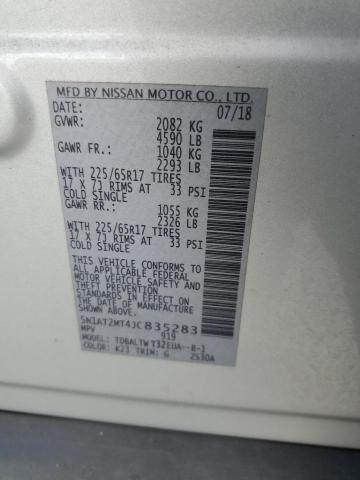 MFD BY NISSAN MOTOR CO., LTD.
DATE: 07/18
GVWR: 2082 KG
4590 LB
GAWR FR.: 1040 KG
2293 LB
WITH 225/65R17 TIRES
17 X 7J RIMS AT 33 PSI
COLD SINGLE
GAWR RR.: 1055 KG
2326 LB
WITH 225/65R17 TIRES
17 X 7J RIMS AT 33 PSI
COLD SINGLE
THIS VEHICLE CONFORMS TO
ALL APPLICABLE FEDERAL
MOTOR VEHICLE SAFETY AND
THEFT PREVENTION
STANDARDS IN EFFECT ON
THE DATE OF MANUFACTURE
SHOWN ABOVE.
5N1AT2MT4JC835283
MPV 919
MODEL: TDBALTW T32EUA--B-1
COLOR: K23 TRIM: G 2530A